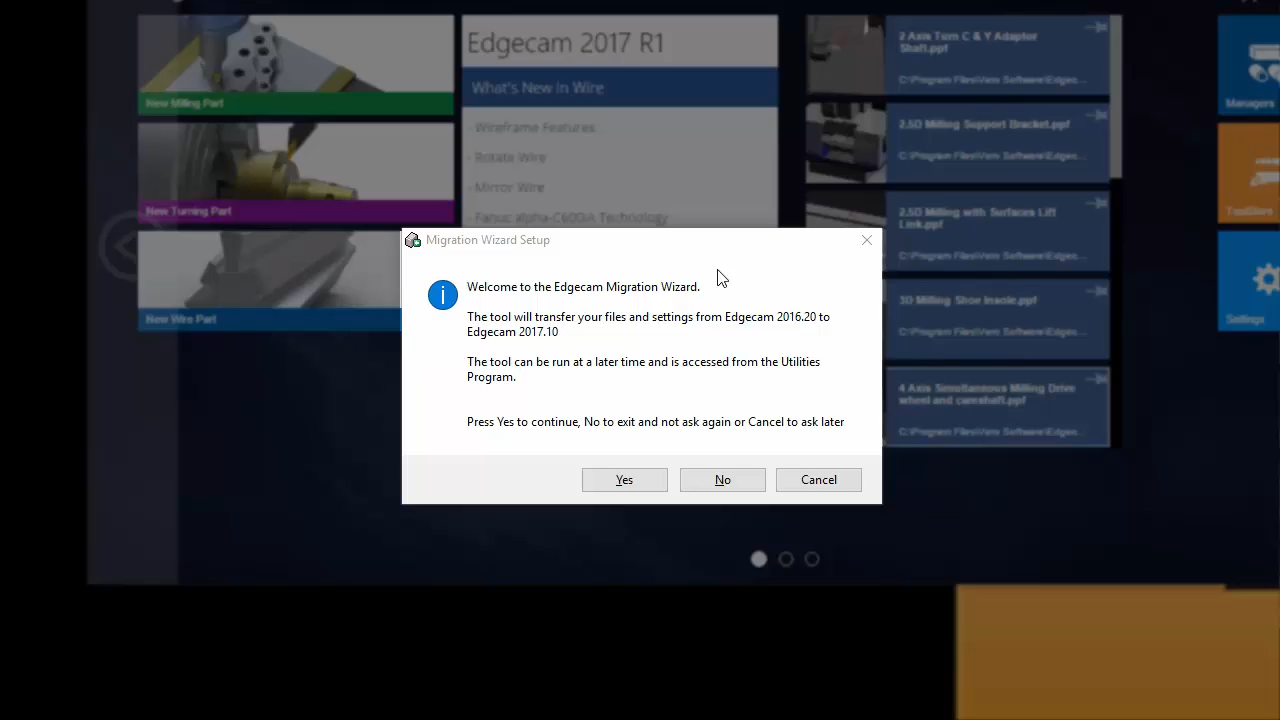 Edgecam 2017 R1
What's New In Wire
- Wireframe Features
- Rotate Wire
- Mirror Wire
- Fanuc alpha-C600iA Technology
New Milling Part
New Turning Part
New Wire Part
2 Axis Turn C & Y Adaptor
Shaft.ppf
C:\Program Files\Vero Software\Edgec...
2.5D Milling Support Bracket.ppf
C:\Program Files\Vero Software\Edgec...
2.5D Milling with Surfaces Lift
Link.ppf
C:\Program Files\Vero Software\Edgec...
3D Milling Shoe Insole.ppf
C:\Program Files\Vero Software\Edgec...
4 Axis Simultaneous Milling Drive
wheel and camshaft.ppf
C:\Program Files\Vero Software\Edgec...
Managers
ToolStore
Settings
Migration Wizard Setup
Welcome to the Edgecam Migration Wizard.
The tool will transfer your files and settings from Edgecam 2016.20 to
Edgecam 2017.10
The tool can be run at a later time and is accessed from the Utilities
Program.
Press Yes to continue, No to exit and not ask again or Cancel to ask later
Yes
No
Cancel